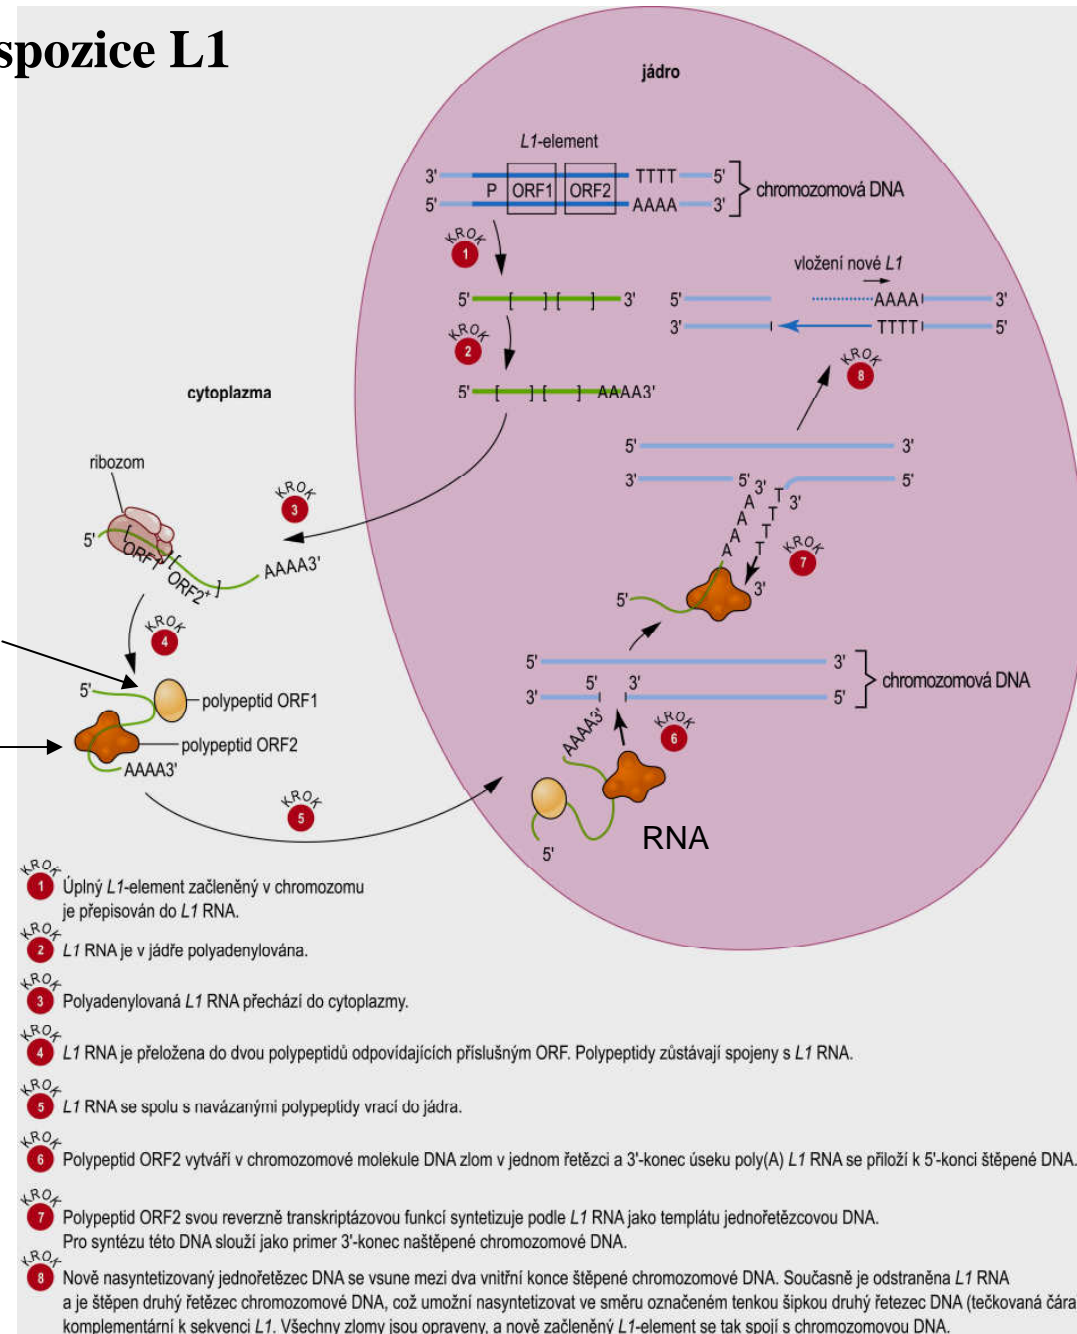 spozice L1
jádro
L1-element
3' TTTT 5'
P ORF1 ORF2
5' AAAA 3'
chromozomová DNA
KROK 1
vložení nové L1
5' [ ] [ ] 3'
5' AAAA 3'
3' TTTT 5'
KROK 2
KROK 8
cytoplazma
5' [ ] [ ] AAAA3'
5' 3'
ribozom
3' 5' 3' T 3' 5'
KROK 3
A T
A T
A T
A
KROK 7
5' [ORF1 ] [ORF2+ ] AAAA3'
3'
5'
KROK 4
5' 3'
chromozomová DNA
5' 3'
3' 5'
5'
polypeptid ORF1
AAAA3'
KROK 6
polypeptid ORF2
AAAA3'
KROK 5
RNA
5'
KROK 1 Úplný L1-element začleněný v chromozomu
je přepisován do L1 RNA.
KROK 2 L1 RNA je v jádře polyadenylována.
KROK 3 Polyadenylovaná L1 RNA přechází do cytoplazmy.
KROK 4 L1 RNA je přeložena do dvou polypeptidů odpovídajících příslušným ORF. Polypeptidy zůstávají spojeny s L1 RNA.
KROK 5 L1 RNA se spolu s navázanými polypeptidy vrací do jádra.
KROK 6 Polypeptid ORF2 vytváří v chromozomové molekule DNA zlom v jednom řetězci a 3'-konec úseku poly(A) L1 RNA se přiloží k 5'-konci štěpené DNA.
KROK 7 Polypeptid ORF2 svou reverzně transkriptázovou funkcí syntetizuje podle L1 RNA jako templátu jednořetězcovou DNA.
Pro syntézu této DNA slouží jako primer 3'-konec naštěpené chromozomové DNA.
KROK 8 Nově nasyntetizovaný jednořetězec DNA se vsune mezi dva vnitřní konce štěpené chromozomové DNA. Současně je odstraněna L1 RNA
a je štěpen druhý řetězec chromozomové DNA, což umožní nasyntetizovat ve směru označeném tenkou šipkou druhý řetezec DNA (tečkovaná čára
komplementární k sekvenci L1. Všechny zlomy jsou opraveny, a nově začleněný L1-element se tak spojí s chromozomovou DNA.